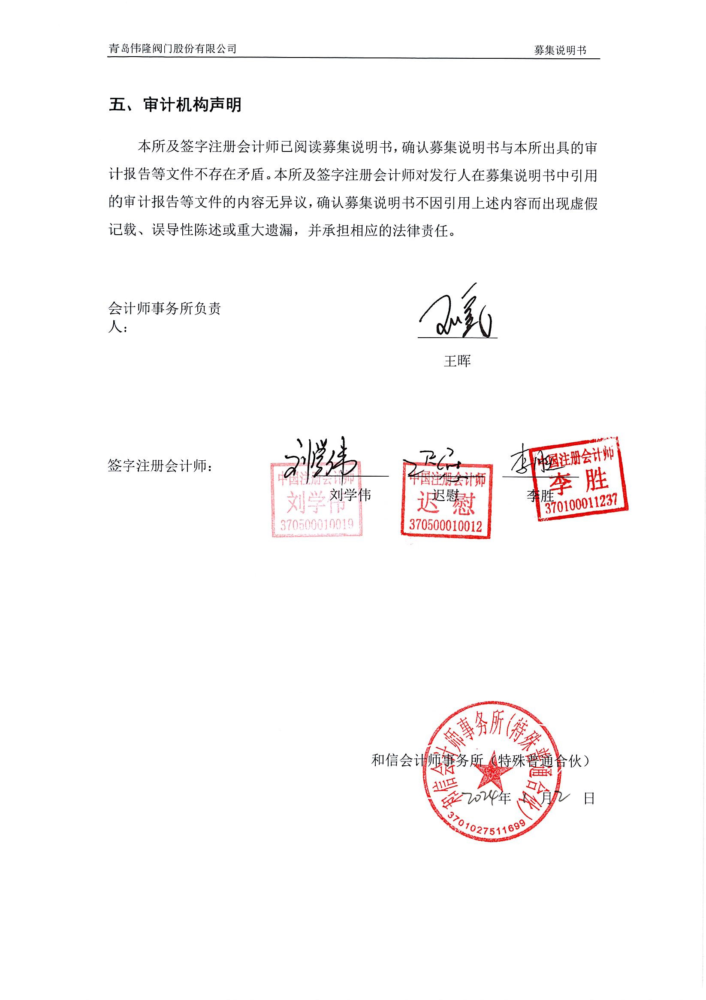 青岛伟隆阀门股份有限公司 募集说明书
五、审计机构声明
本所及签字注册会计师已阅读募集说明书，确认募集说明书与本所出具的审
计报告等文件不存在矛盾。本所及签字注册会计师对发行人在募集说明书中引用
的审计报告等文件的内容无异议，确认募集说明书不因引用上述内容而出现虚假
记载、误导性陈述或重大遗漏，并承担相应的法律责任。
会计师事务所负责
人：
王晖
签字注册会计师：
刘学伟 迟慰 李胜
刘学伟 迟慰 李胜
中国注册会计师
刘学伟
370500010019
中国注册会计师
迟慰
370500010012
中国注册会计师
李胜
370100011237
和信会计师事务所（特殊普通合伙）
2024年1月2日
和信会计师事务所(特殊普通合伙)
3701027511699